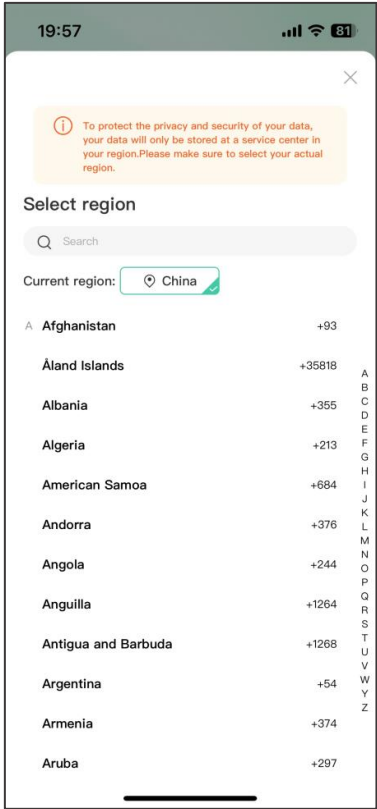 19:57
81
To protect the privacy and security of your data,
your data will only be stored at a service center in
your region.Please make sure to select your actual
region.
Select region
Search
Current region: China
A Afghanistan +93
Åland Islands +35818
Albania +355
Algeria +213
American Samoa +684
Andorra +376
Angola +244
Anguilla +1264
Antigua and Barbuda +1268
Argentina +54
Armenia +374
Aruba +297
A
B
C
D
E
F
G
H
I
J
K
L
M
N
O
P
Q
R
S
T
U
V
W
Y
Z